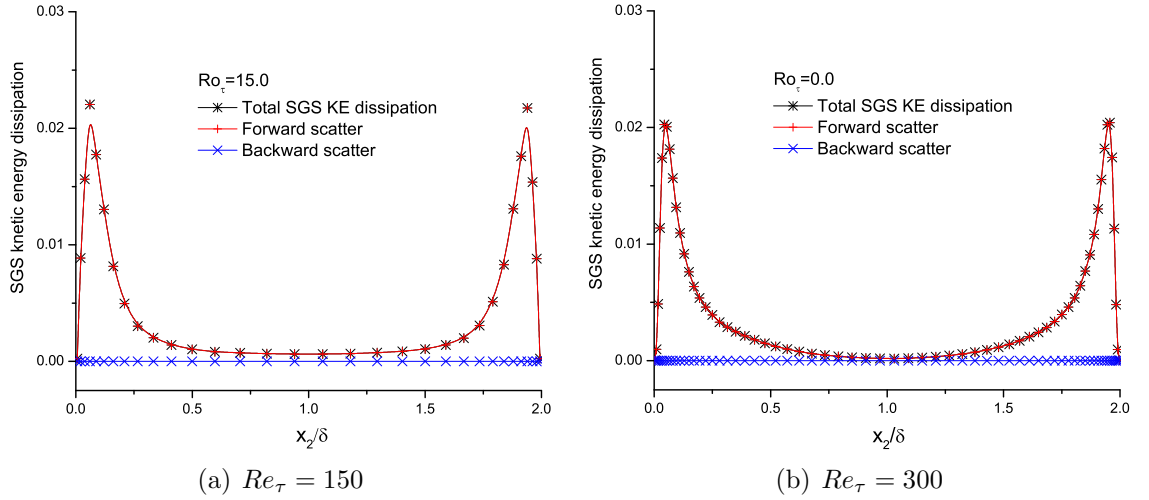 0.03
0.02
0.01
0.00
SGS knetic energy dissipation
Ro_τ=15.0
Total SGS KE dissipation
Forward scatter
Backward scatter
0.0 0.5 1.0 1.5 2.0
x_2/δ
(a) Re_τ = 150
0.03
0.02
0.01
0.00
SGS knetic energy dissipation
Ro_τ=0.0
Total SGS KE dissipation
Forward scatter
Backward scatter
0.0 0.5 1.0 1.5 2.0
x_2/δ
(b) Re_τ = 300